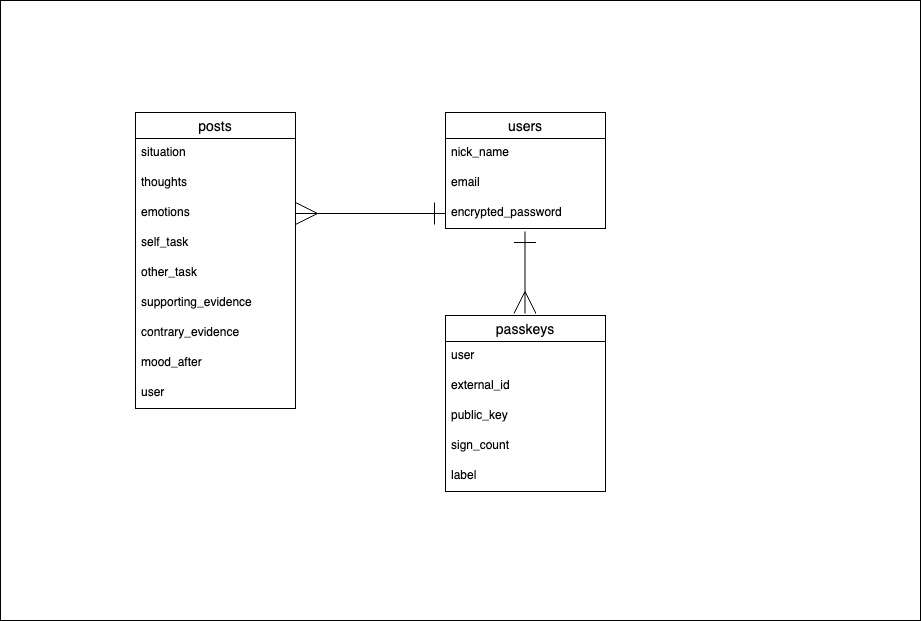 posts
situation
thoughts
emotions
self_task
other_task
supporting_evidence
contrary_evidence
mood_after
user
users
nick_name
email
encrypted_password
passkeys
user
external_id
public_key
sign_count
label